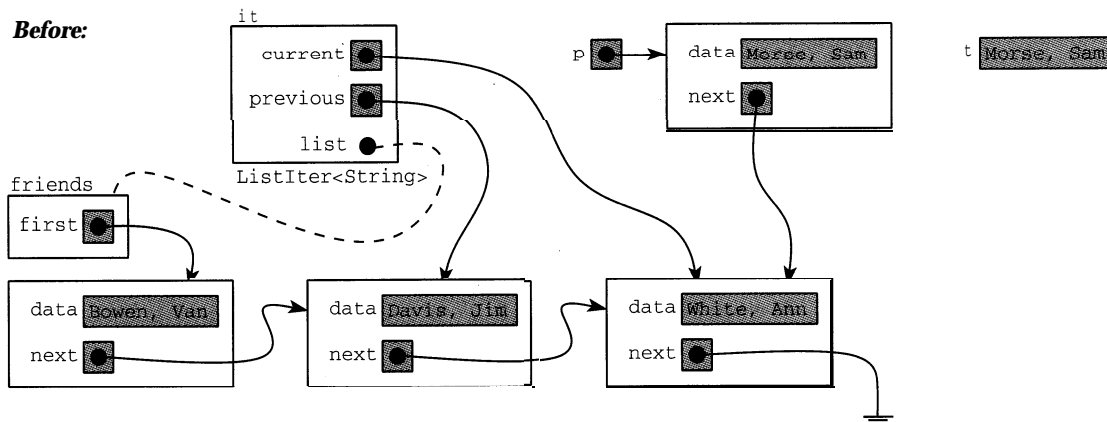 Before:
it
current
previous
list
ListIter<String>
p
data Morse, Sam
next
t Morse, Sam
friends
first
data Bowen, Van
next
data Davis, Jim
next
data White, Ann
next